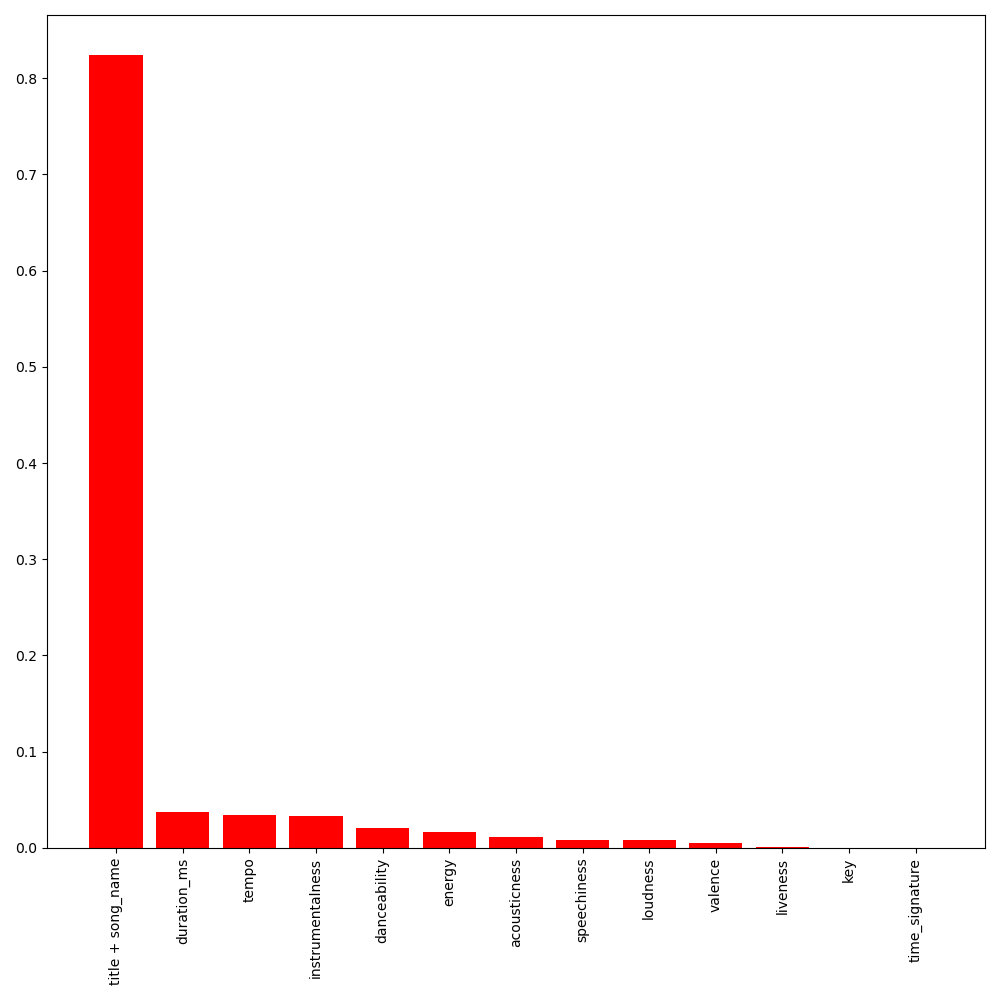 0.8
0.7
0.6
0.5
0.4
0.3
0.2
0.1
0.0
title + song_name
duration_ms
tempo
instrumentalness
danceability
energy
acousticness
speechiness
loudness
valence
liveness
key
time_signature